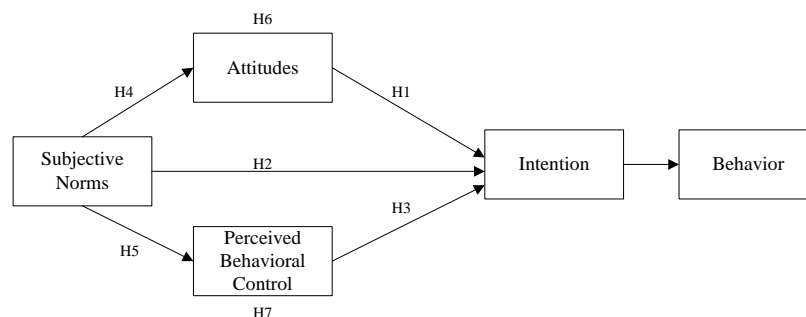 H6
Attitudes
H4
H1
Subjective
Norms
H2
Intention
Behavior
H3
H5
Perceived
Behavioral
Control
H7